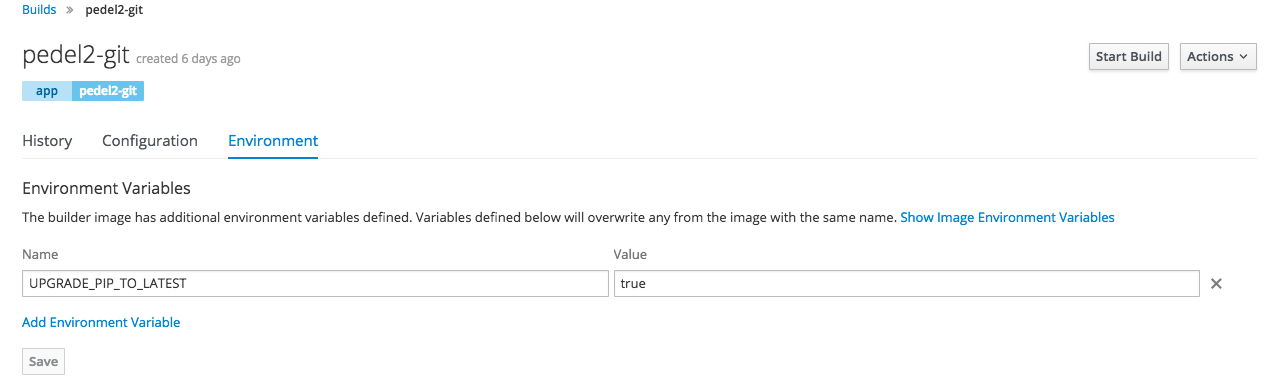 Builds » pedel2-git
pedel2-git created 6 days ago
Start Build Actions
app pedel2-git
History Configuration Environment
Environment Variables
The builder image has additional environment variables defined. Variables defined below will overwrite any from the image with the same name. Show Image Environment Variables
Name Value
UPGRADE_PIP_TO_LATEST true
Add Environment Variable
Save